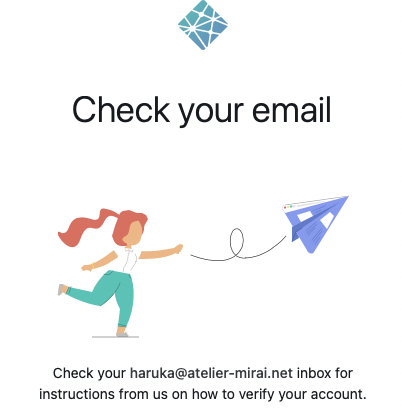 Check your email
Check your haruka@atelier-mirai.net inbox for
instructions from us on how to verify your account.